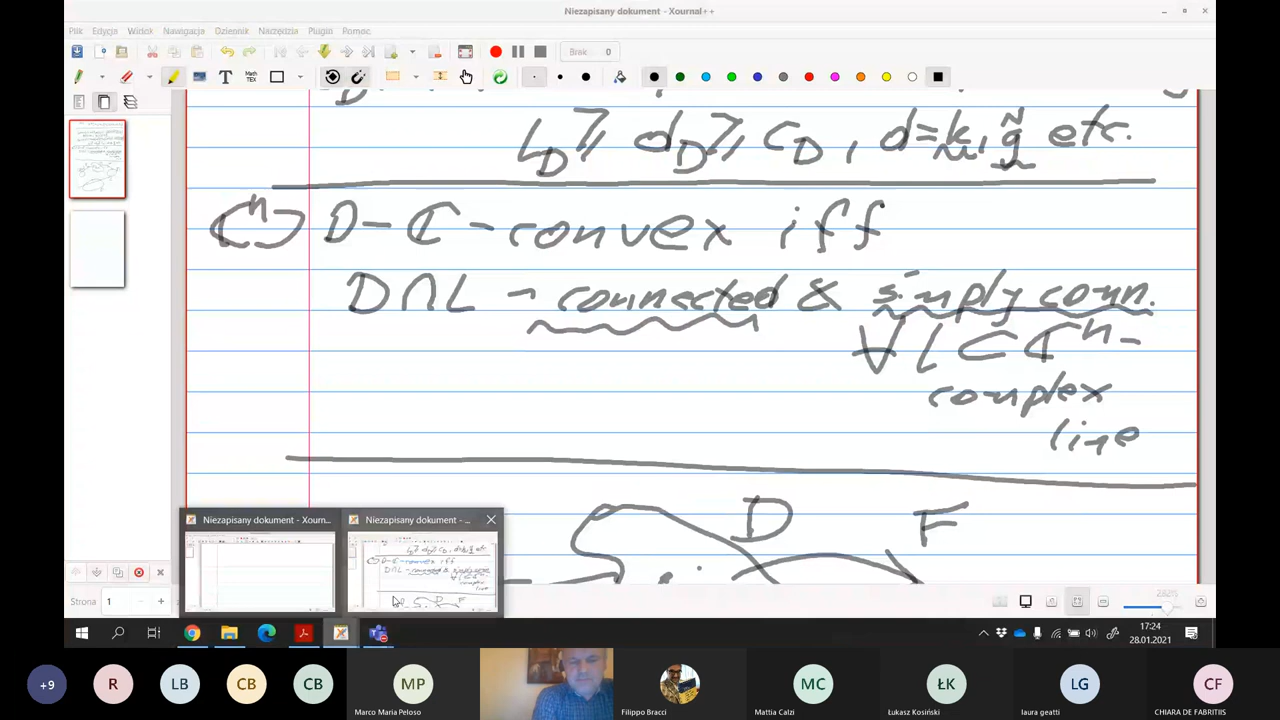 Niezapisany dokument - Xournal++
Plik Edycja Widok Nawigacja Dziennik Narzędzia Plugin Pomoc
Brak 0
L_D ≥ d_D ≥ c_D, d = k, g̃ etc.
ℂⁿ ⊃ D - ℂ - convex iff
D ∩ L - connected & simply conn.
∀ l ⊂ ℂⁿ -
complex
line
D F
Niezapisany dokument - Xourn... Niezapisany dokument - ...
Strona 1
17:24
28.01.2021
+9 R LB CB CB MP MC ŁK LG CF
Marco Maria Peloso Filippo Bracci Mattia Calzi Łukasz Kosiński laura geatti CHIARA DE FABRITIIS